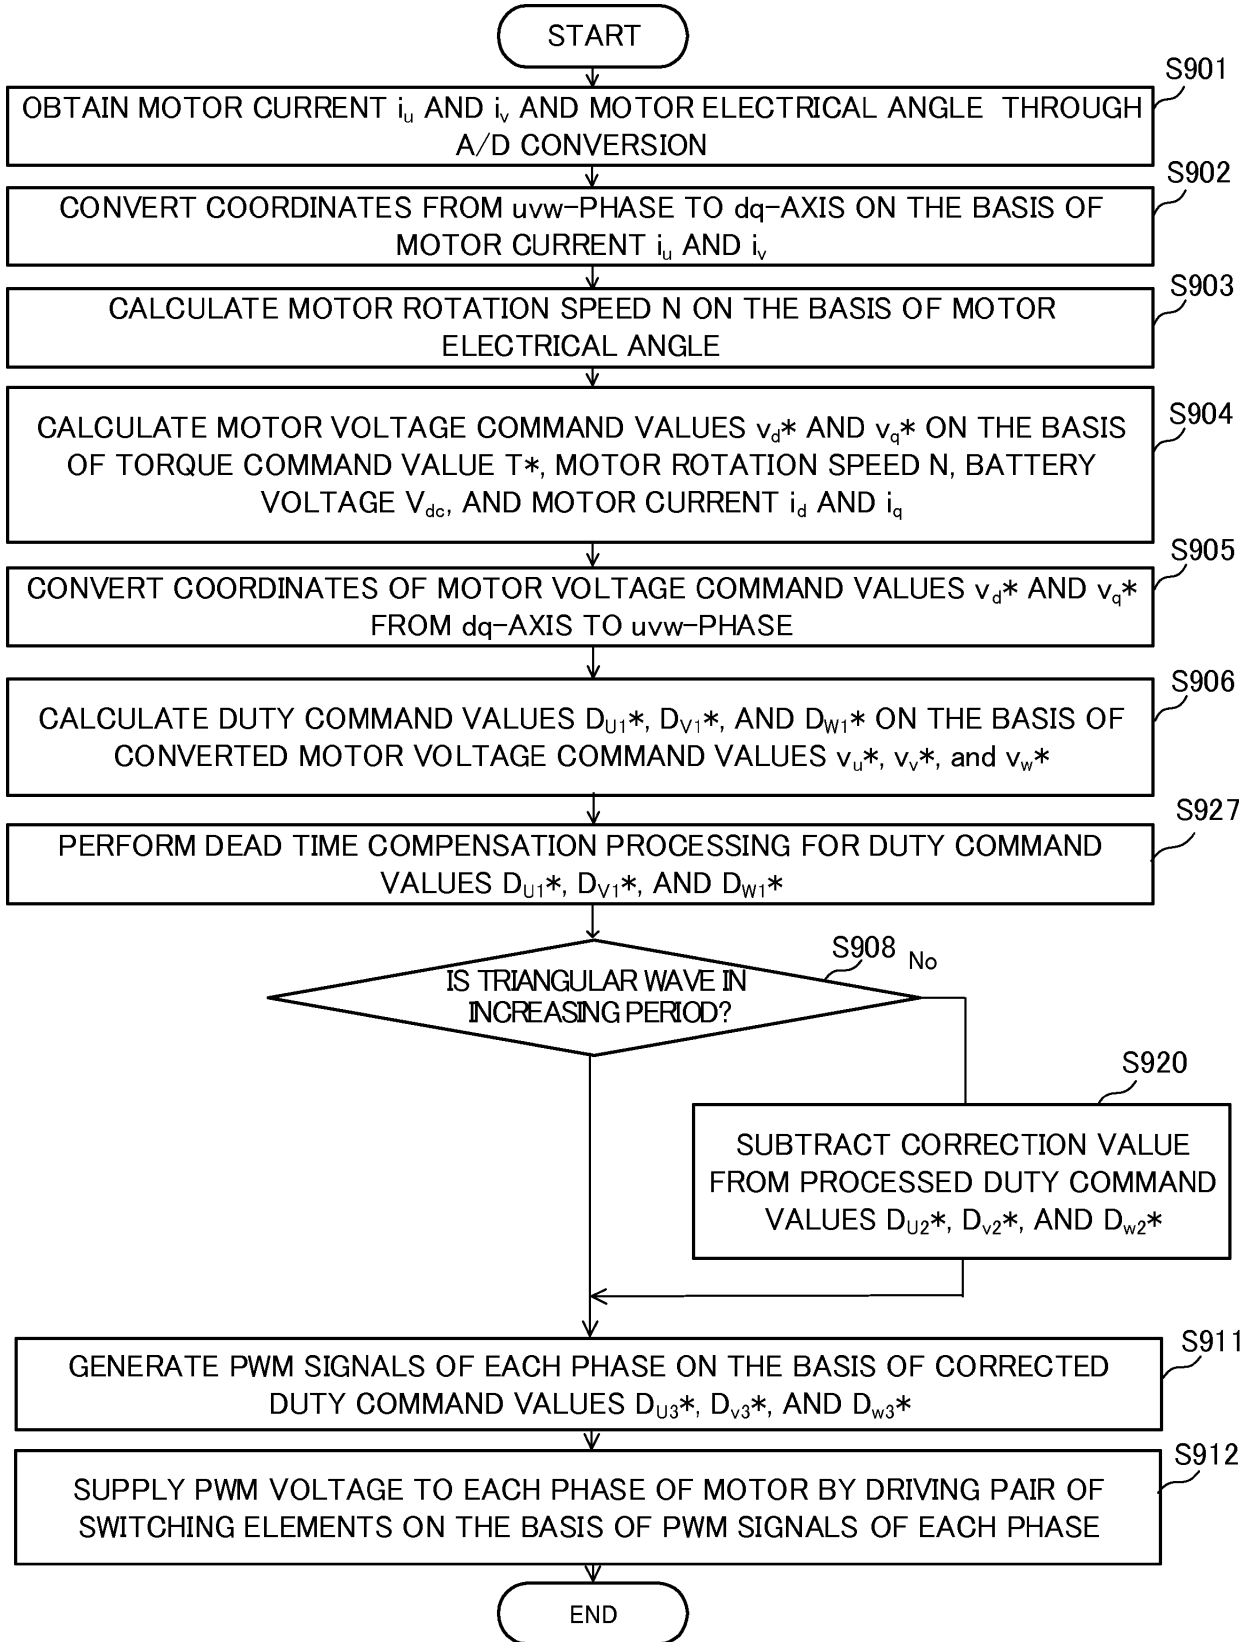 START
S901
OBTAIN MOTOR CURRENT iu AND iv AND MOTOR ELECTRICAL ANGLE THROUGH
A/D CONVERSION
S902
CONVERT COORDINATES FROM uvw-PHASE TO dq-AXIS ON THE BASIS OF
MOTOR CURRENT iu AND iv
S903
CALCULATE MOTOR ROTATION SPEED N ON THE BASIS OF MOTOR
ELECTRICAL ANGLE
S904
CALCULATE MOTOR VOLTAGE COMMAND VALUES vd* AND vq* ON THE BASIS
OF TORQUE COMMAND VALUE T*, MOTOR ROTATION SPEED N, BATTERY
VOLTAGE Vdc, AND MOTOR CURRENT id AND iq
S905
CONVERT COORDINATES OF MOTOR VOLTAGE COMMAND VALUES vd* AND vq*
FROM dq-AXIS TO uvw-PHASE
S906
CALCULATE DUTY COMMAND VALUES DU1*, DV1*, AND DW1* ON THE BASIS OF
CONVERTED MOTOR VOLTAGE COMMAND VALUES vu*, vv*, and vw*
S927
PERFORM DEAD TIME COMPENSATION PROCESSING FOR DUTY COMMAND
VALUES DU1*, DV1*, AND DW1*
S908
No
IS TRIANGULAR WAVE IN
INCREASING PERIOD?
S920
SUBTRACT CORRECTION VALUE
FROM PROCESSED DUTY COMMAND
VALUES DU2*, Dv2*, AND Dw2*
S911
GENERATE PWM SIGNALS OF EACH PHASE ON THE BASIS OF CORRECTED
DUTY COMMAND VALUES DU3*, Dv3*, AND Dw3*
S912
SUPPLY PWM VOLTAGE TO EACH PHASE OF MOTOR BY DRIVING PAIR OF
SWITCHING ELEMENTS ON THE BASIS OF PWM SIGNALS OF EACH PHASE
END